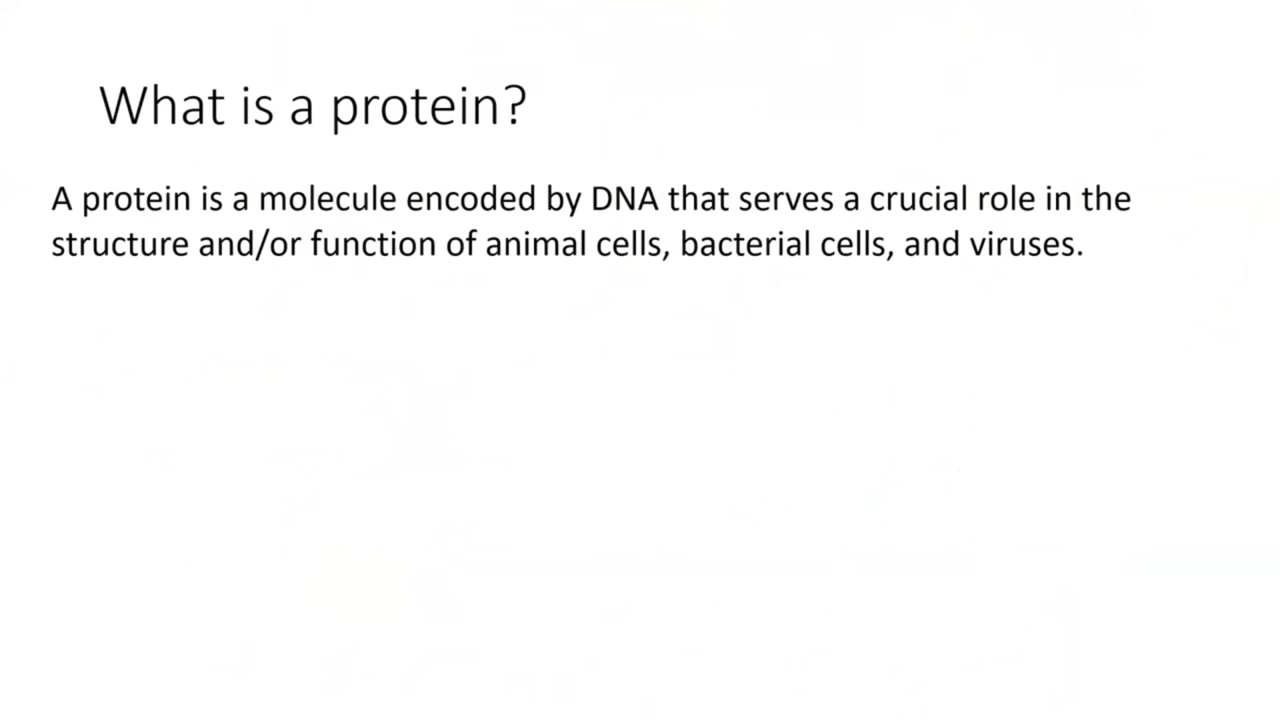 What is a protein?
A protein is a molecule encoded by DNA that serves a crucial role in the
structure and/or function of animal cells, bacterial cells, and viruses.